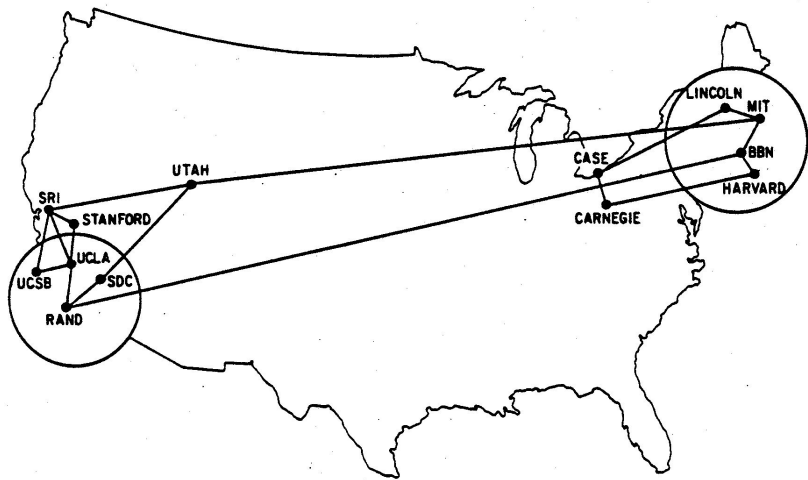 LINCOLN
MIT
BBN
HARVARD
CASE
CARNEGIE
UTAH
SRI
STANFORD
UCLA
UCSB
SDC
RAND